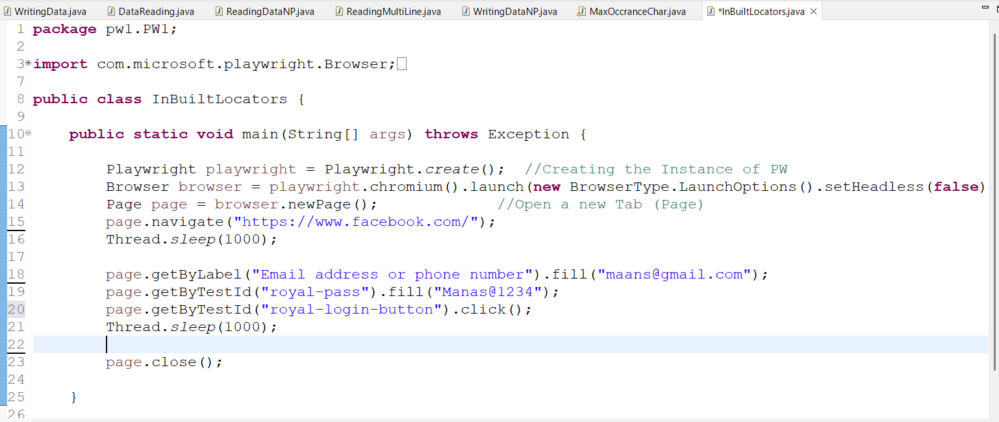 WritingData.java DataReading.java ReadingDataNP.java ReadingMultiLine.java WritingDataNP.java MaxOccranceChar.java *InBuiltLocators.java
1 package pw1.PW1;
2
3 import com.microsoft.playwright.Browser;
7
8 public class InBuiltLocators {
9
10 public static void main(String[] args) throws Exception {
11
12 Playwright playwright = Playwright.create(); //Creating the Instance of PW
13 Browser browser = playwright.chromium().launch(new BrowserType.LaunchOptions().setHeadless(false)
14 Page page = browser.newPage(); //Open a new Tab (Page)
15 page.navigate("https://www.facebook.com/");
16 Thread.sleep(1000);
17
18 page.getByLabel("Email address or phone number").fill("maans@gmail.com");
19 page.getByTestId("royal-pass").fill("Manas@1234");
20 page.getByTestId("royal-login-button").click();
21 Thread.sleep(1000);
22
23 page.close();
24
25 }
26